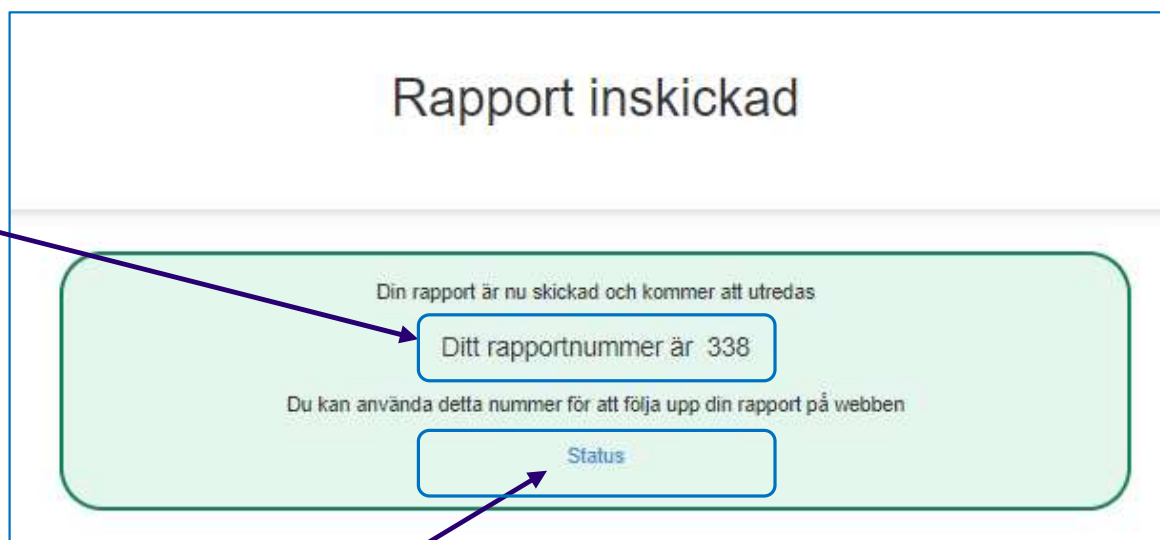 Rapport inskickad
Din rapport är nu skickad och kommer att utredas
Ditt rapportnummer är 338
Du kan använda detta nummer för att följa upp din rapport på webben
Status